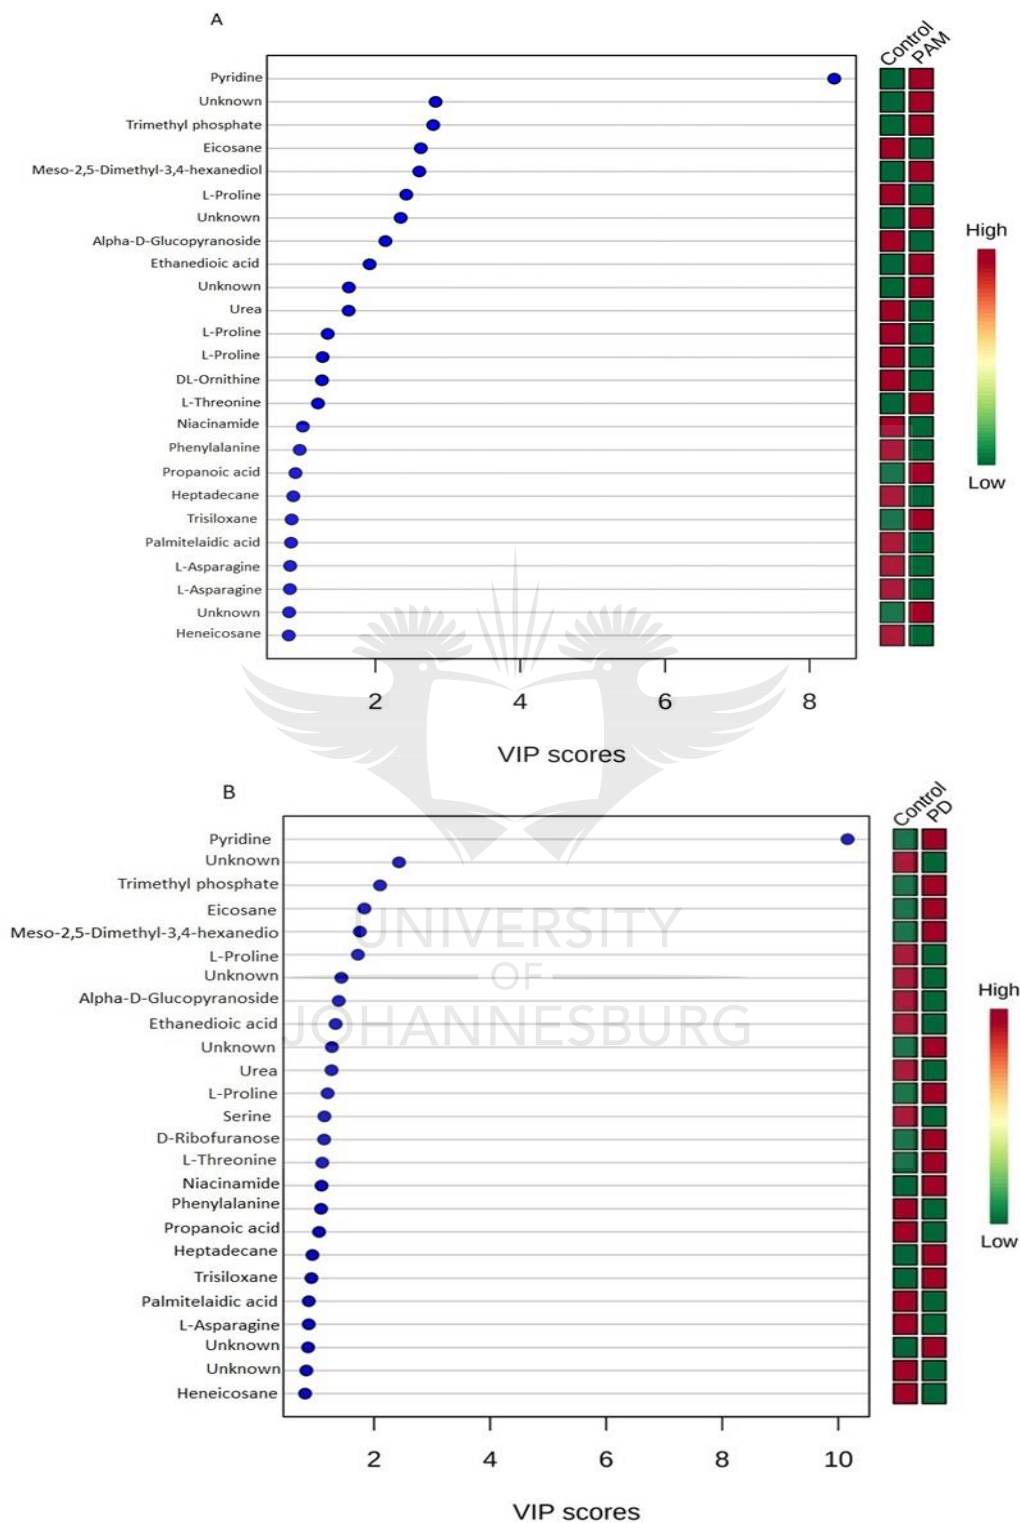 A
Control
PAM
Pyridine
Unknown
Trimethyl phosphate
Eicosane
Meso-2,5-Dimethyl-3,4-hexanediol
L-Proline
Unknown
Alpha-D-Glucopyranoside
Ethanedioic acid
Unknown
Urea
L-Proline
L-Proline
DL-Ornithine
L-Threonine
Niacinamide
Phenylalanine
Propanoic acid
Heptadecane
Trisiloxane
Palmitelaidic acid
L-Asparagine
L-Asparagine
Unknown
Heneicosane
High
Low
2 4 6 8
VIP scores
B
Control
PD
Pyridine
Unknown
Trimethyl phosphate
Eicosane
Meso-2,5-Dimethyl-3,4-hexanedio
L-Proline
Unknown
Alpha-D-Glucopyranoside
Ethanedioic acid
Unknown
Urea
L-Proline
Serine
D-Ribofuranose
L-Threonine
Niacinamide
Phenylalanine
Propanoic acid
Heptadecane
Trisiloxane
Palmitelaidic acid
L-Asparagine
Unknown
Unknown
Heneicosane
High
Low
2 4 6 8 10
VIP scores
UNIVERSITY
OF
JOHANNESBURG